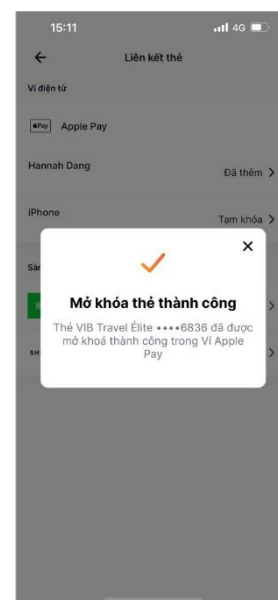 15:11
4G
Liên kết thẻ
Ví điện tử
Pay
Apple Pay
Hannah Dang
Đã thêm
iPhone
Tạm khóa
Mở khóa thẻ thành công
Thẻ VIB Travel Élite ••••6836 đã được
mở khoá thành công trong Ví Apple
Pay